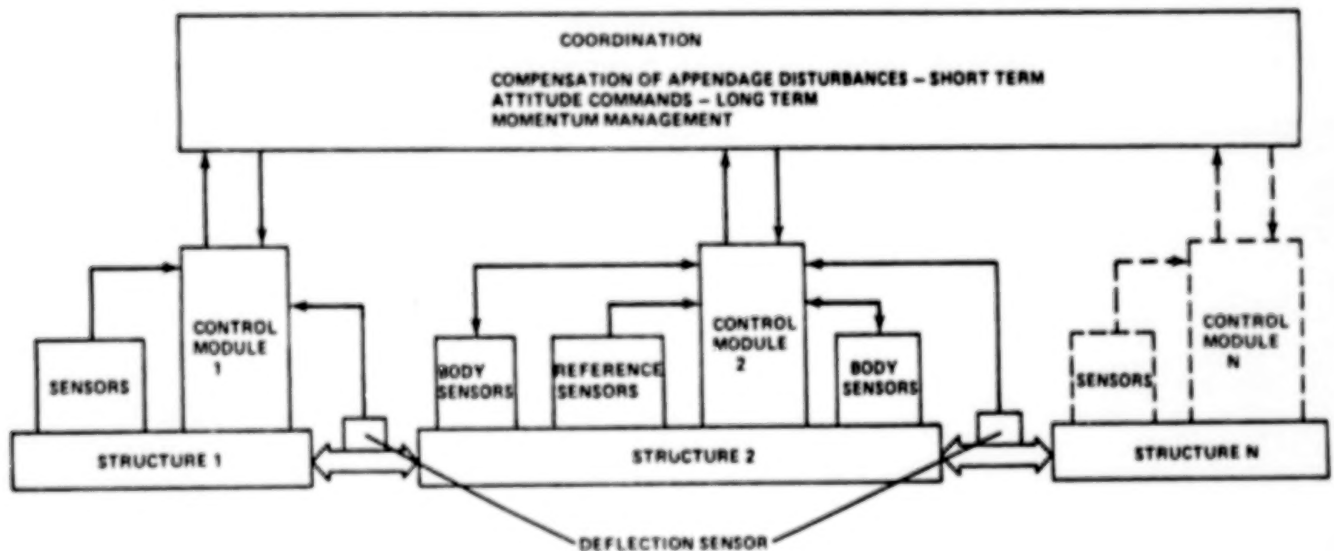 COORDINATION
COMPENSATION OF APPENDAGE DISTURBANCES – SHORT TERM
ATTITUDE COMMANDS – LONG TERM
MOMENTUM MANAGEMENT
SENSORS
CONTROL
MODULE
1
BODY
SENSORS
REFERENCE
SENSORS
CONTROL
MODULE
2
BODY
SENSORS
SENSORS
CONTROL
MODULE
N
STRUCTURE 1
STRUCTURE 2
STRUCTURE N
DEFLECTION SENSOR